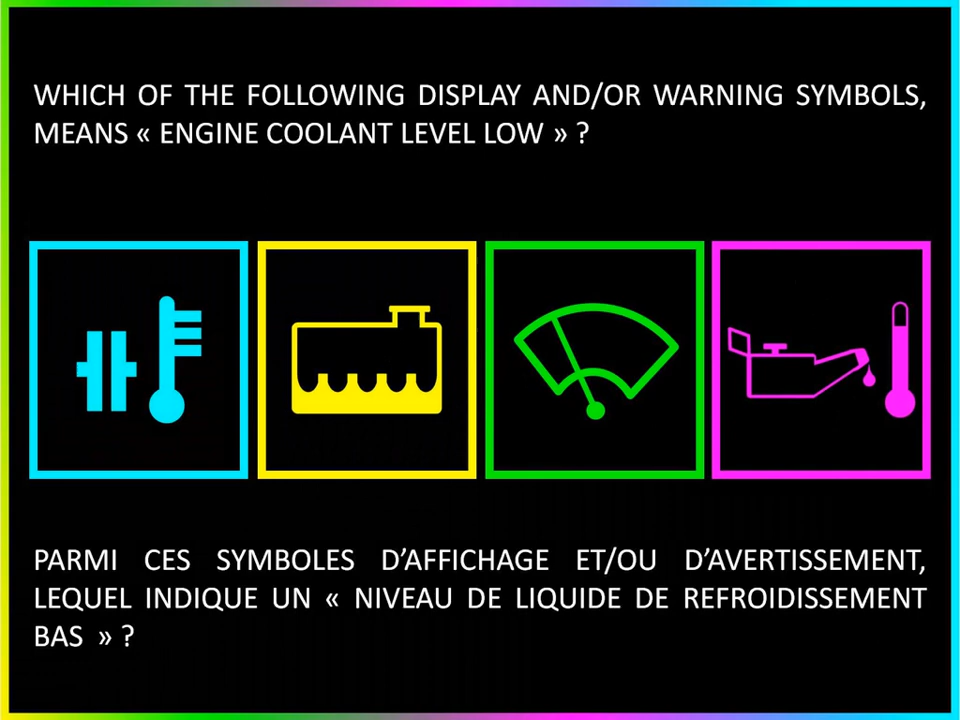 WHICH OF THE FOLLOWING DISPLAY AND/OR WARNING SYMBOLS,
MEANS « ENGINE COOLANT LEVEL LOW » ?
PARMI CES SYMBOLES D’AFFICHAGE ET/OU D’AVERTISSEMENT,
LEQUEL INDIQUE UN « NIVEAU DE LIQUIDE DE REFROIDISSEMENT
BAS » ?